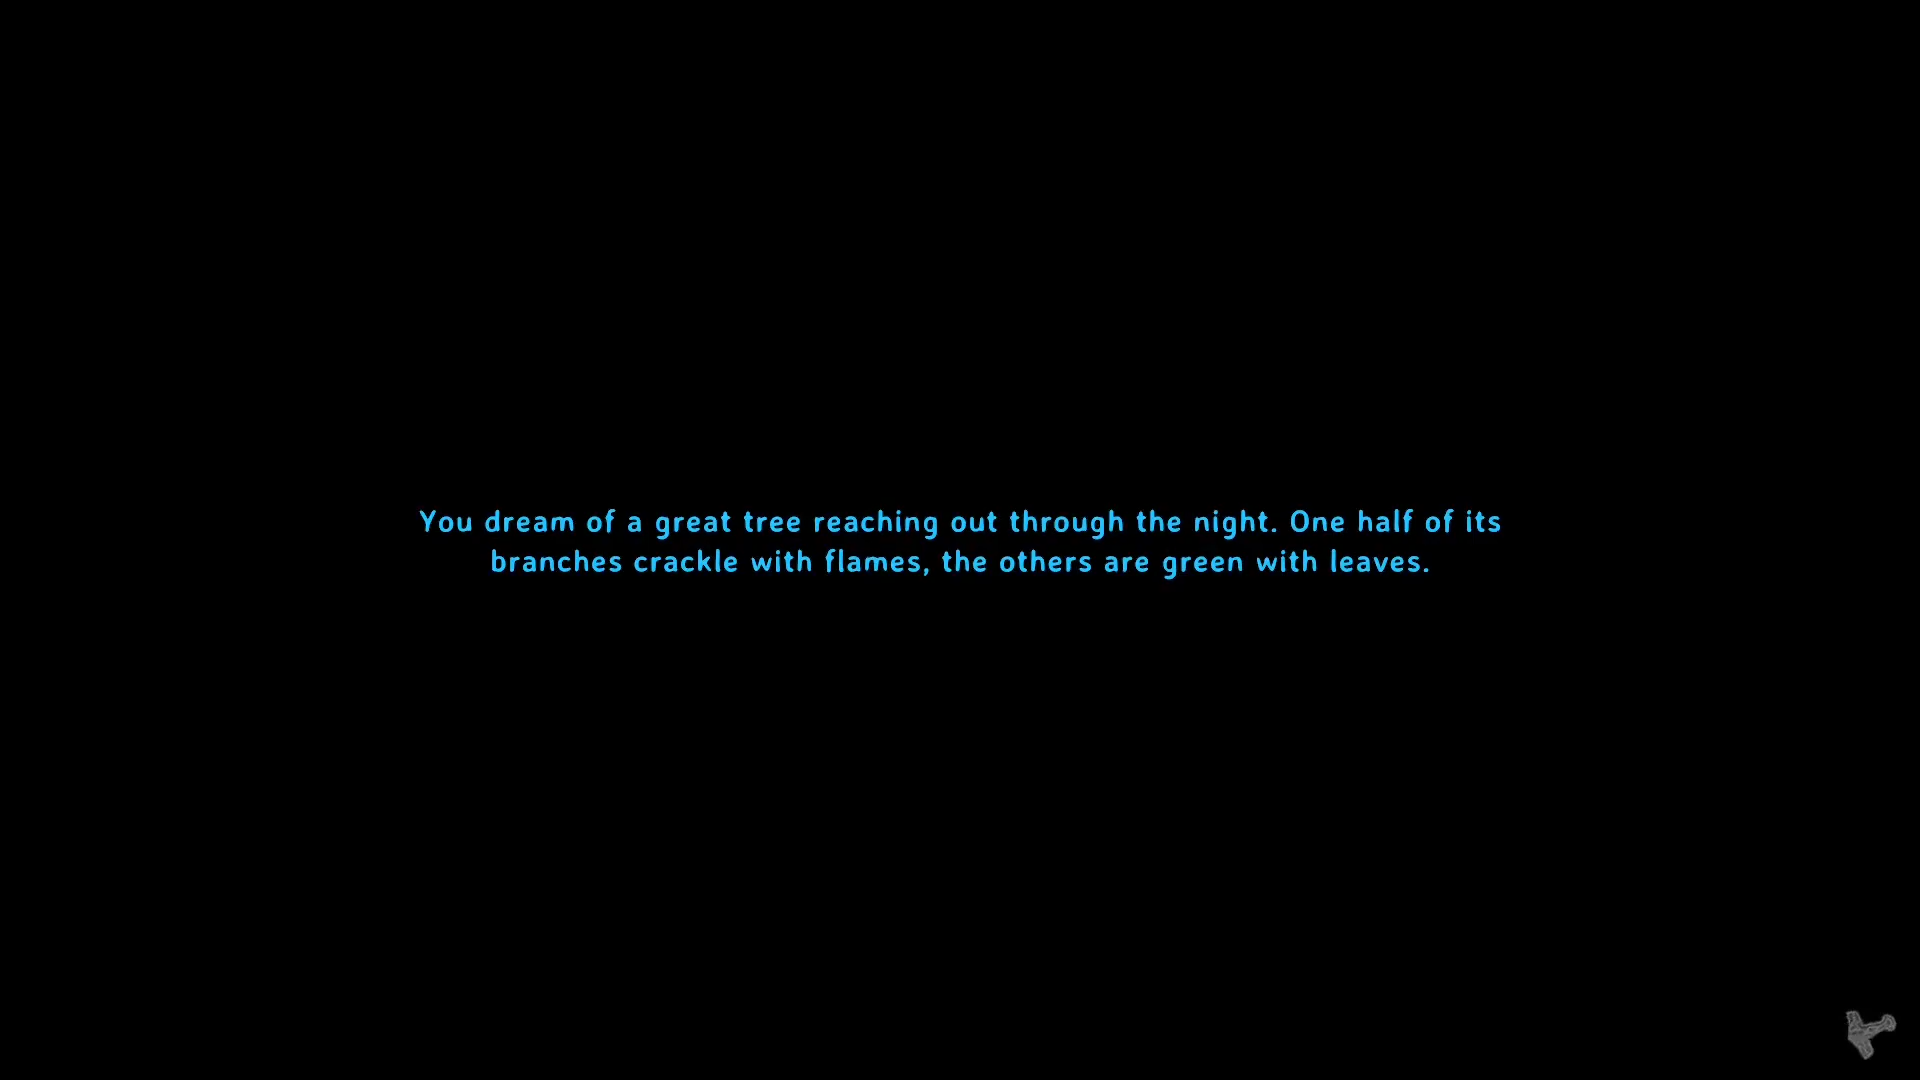 You dream of a great tree reaching out through the night. One half of its
branches crackle with flames, the others are green with leaves.